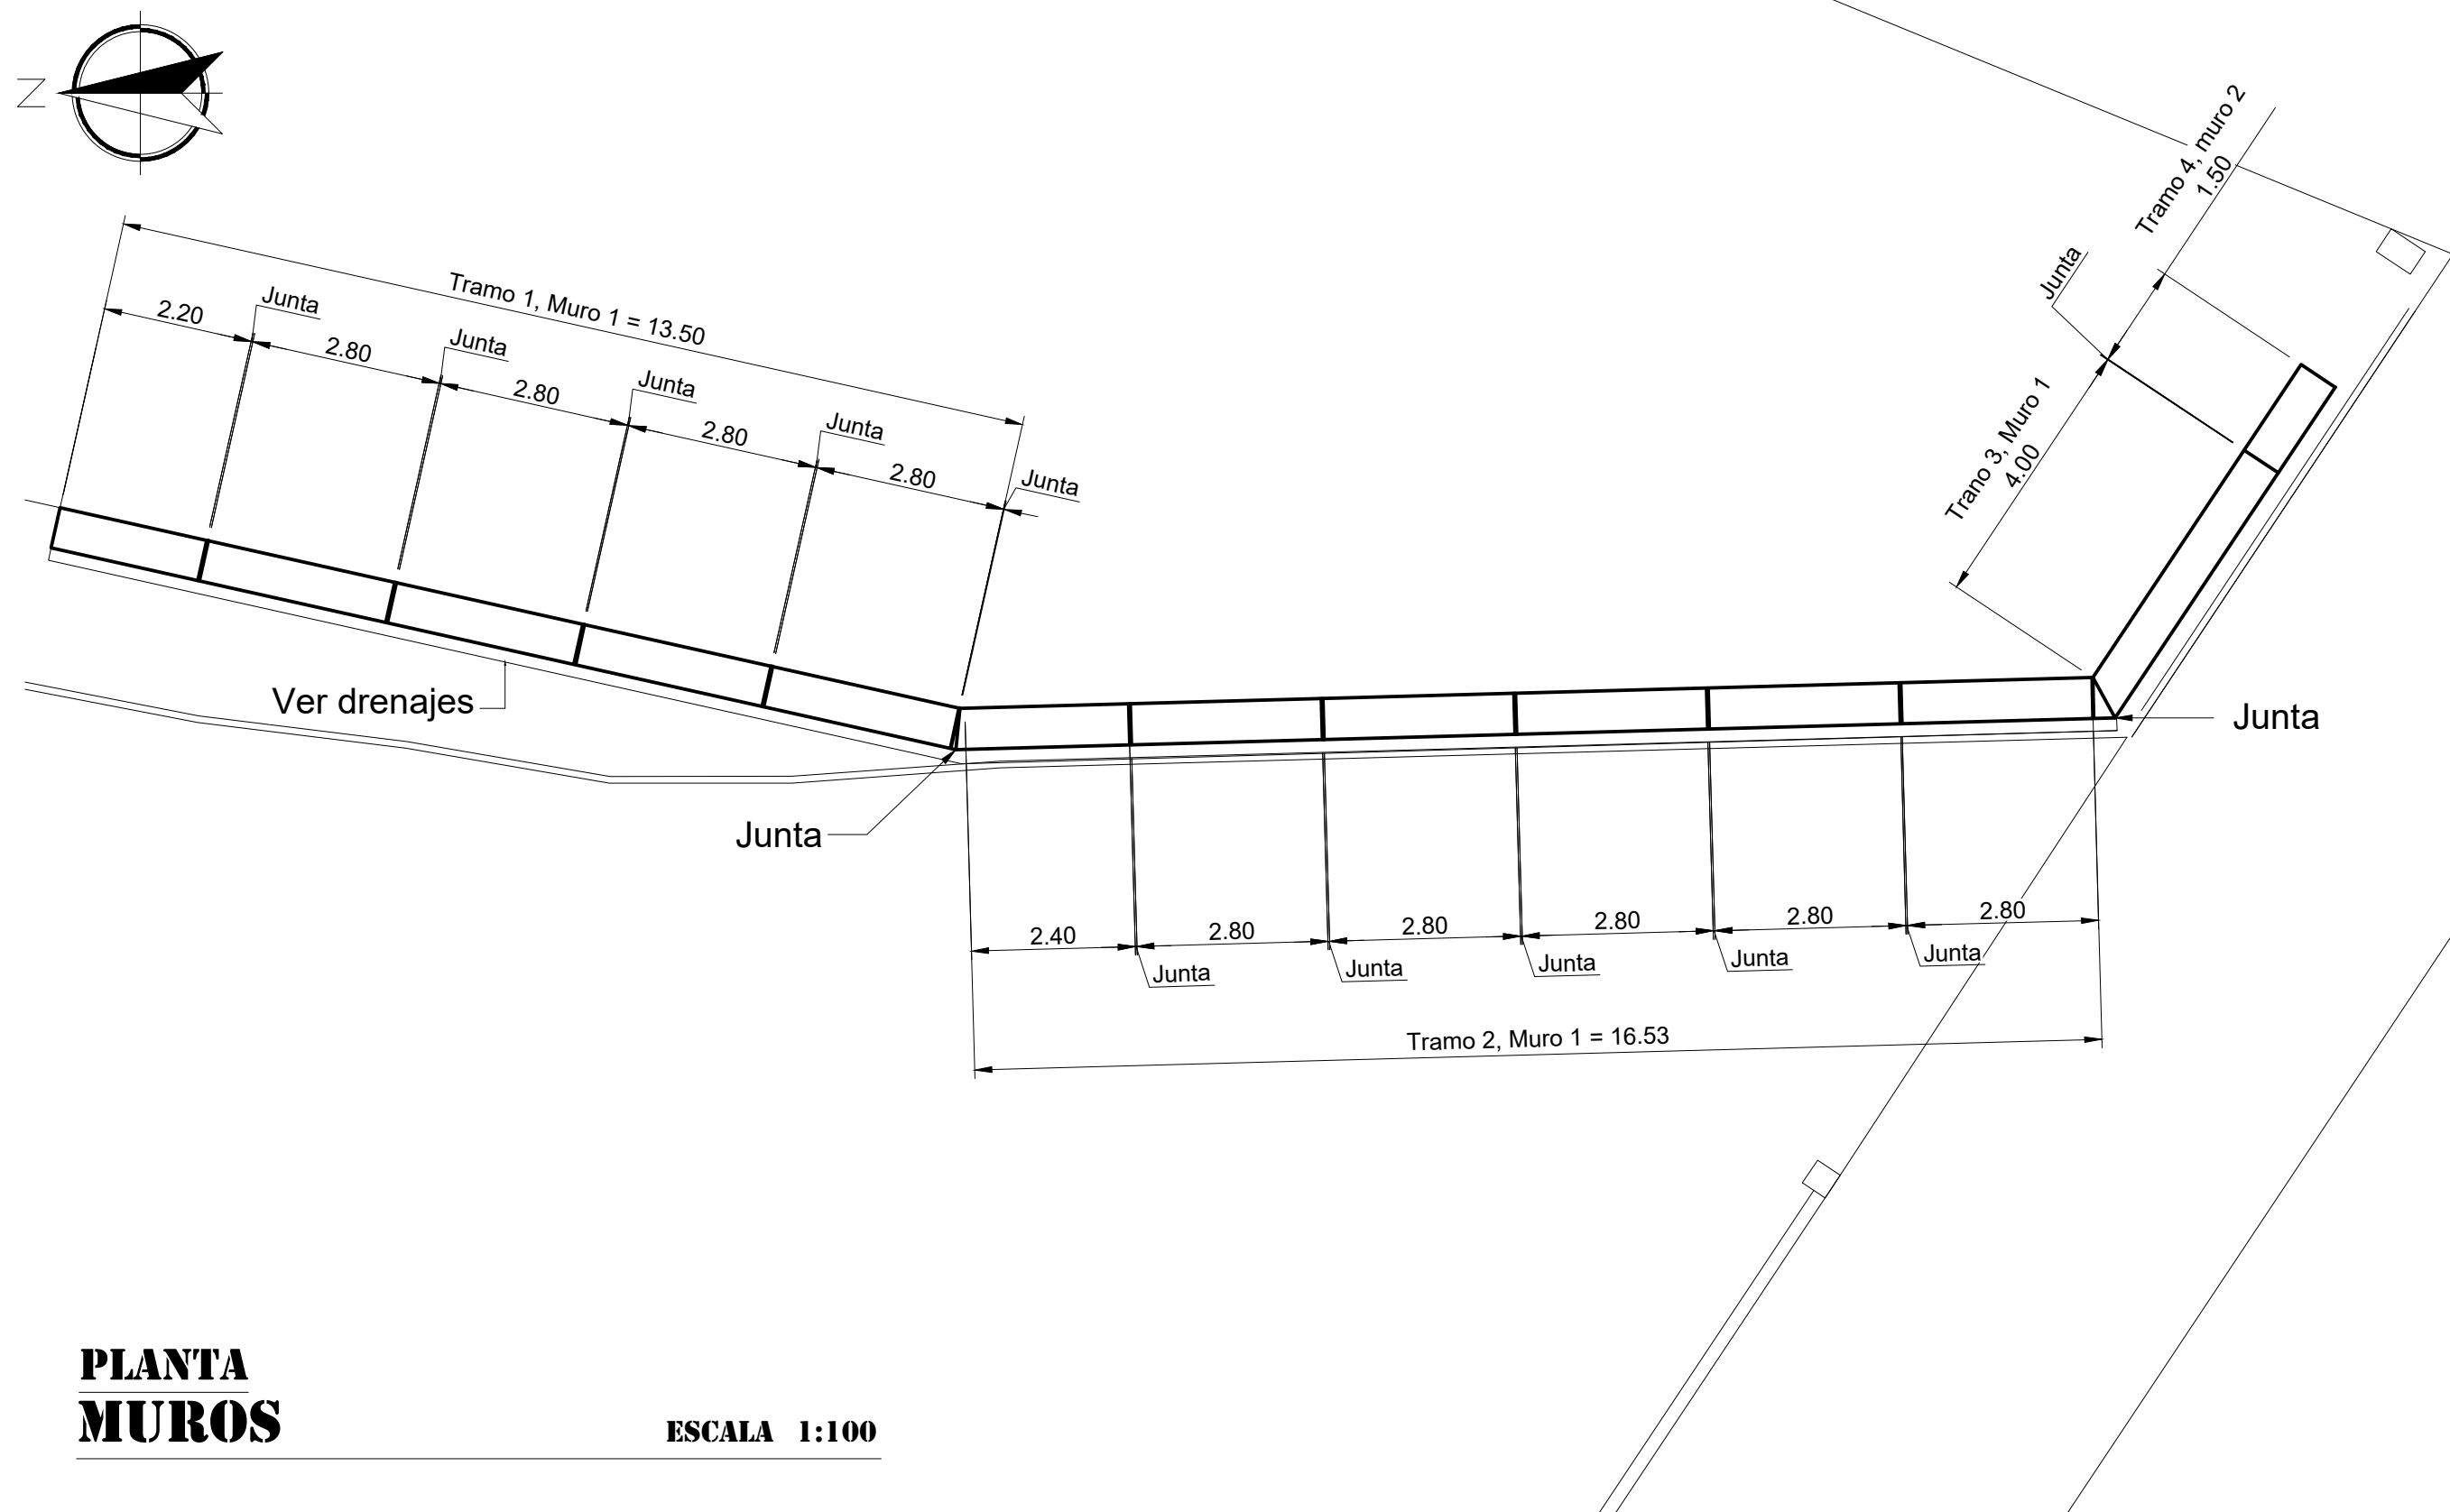 N
Tramo 4, muro 2
1.50
Junta
Tramo 1, Muro 1 = 13.50
2.20
Junta
2.80
Junta
2.80
Junta
2.80
Junta
2.80
Junta
Trano 3, Muro 1
4.00
Ver drenajes
Junta
Junta
2.40
2.80
2.80
2.80
2.80
2.80
Junta
Junta
Junta
Junta
Junta
Tramo 2, Muro 1 = 16.53
PLANTA
MUROS
ESCALA 1:100